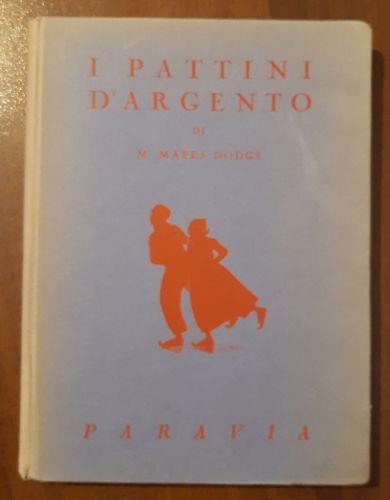 I PATTINI
D'ARGENTO
DI
M. MAPES DODGE
PARAVIA